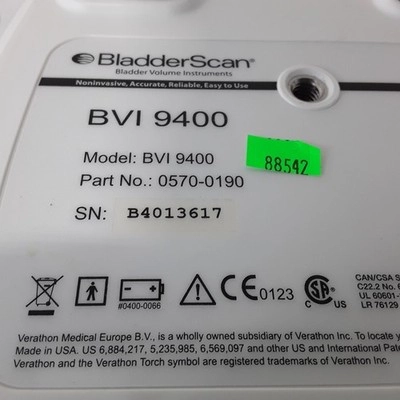 BladderScan®
Bladder Volume Instruments
Noninvasive, Accurate, Reliable, Easy to Use
BVI 9400
Model: BVI 9400
88542
Part No.: 0570-0190
SN: B4013617
CAN/CSA S
C22.2 No. 6
UL 60601-
LR 76129
#0400-0066
CE 0123
C US
Verathon Medical Europe B.V., is a wholly owned subsidiary of Verathon Inc. To locate y
Made in USA. US 6,884,217, 5,235,985, 6,569,097 and other US and International Pate
Verathon and the Verathon Torch symbol are registered trademarks of Verathon Inc.